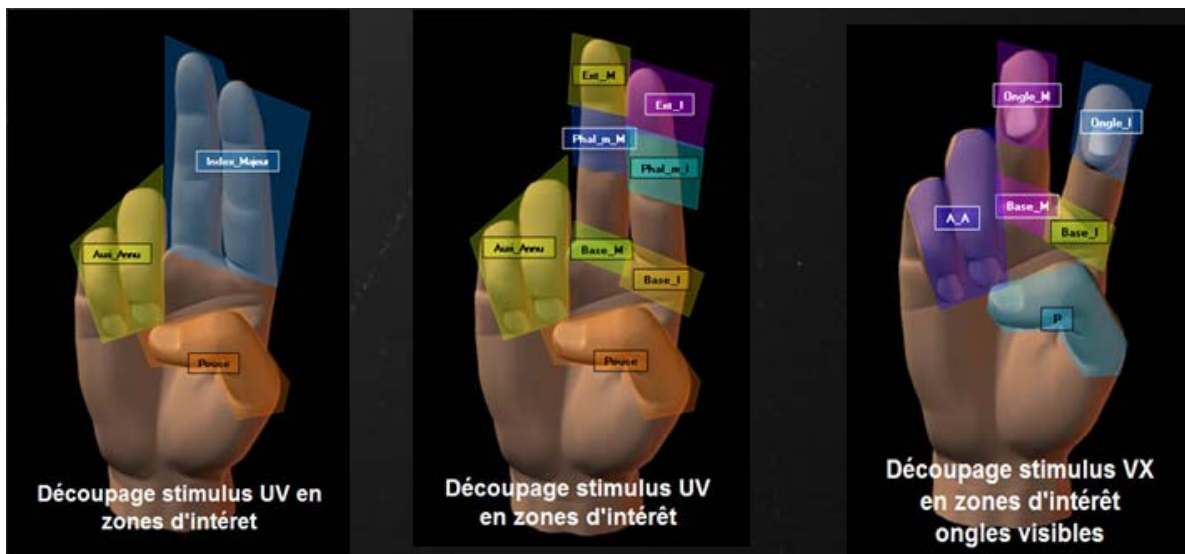 Index_Majeur
Auri_Annu
Pouce
Découpage stimulus UV en
zones d'intéret
Ext_M
Ext_I
Phal_m_M
Phal_m_I
Auri_Annu
Base_M
Base_I
Pouce
Découpage stimulus UV
en zones d'intérêt
Ongle_M
Ongle_I
A_A
Base_M
Base_I
P
Découpage stimulus VX
en zones d'intérêt
ongles visibles